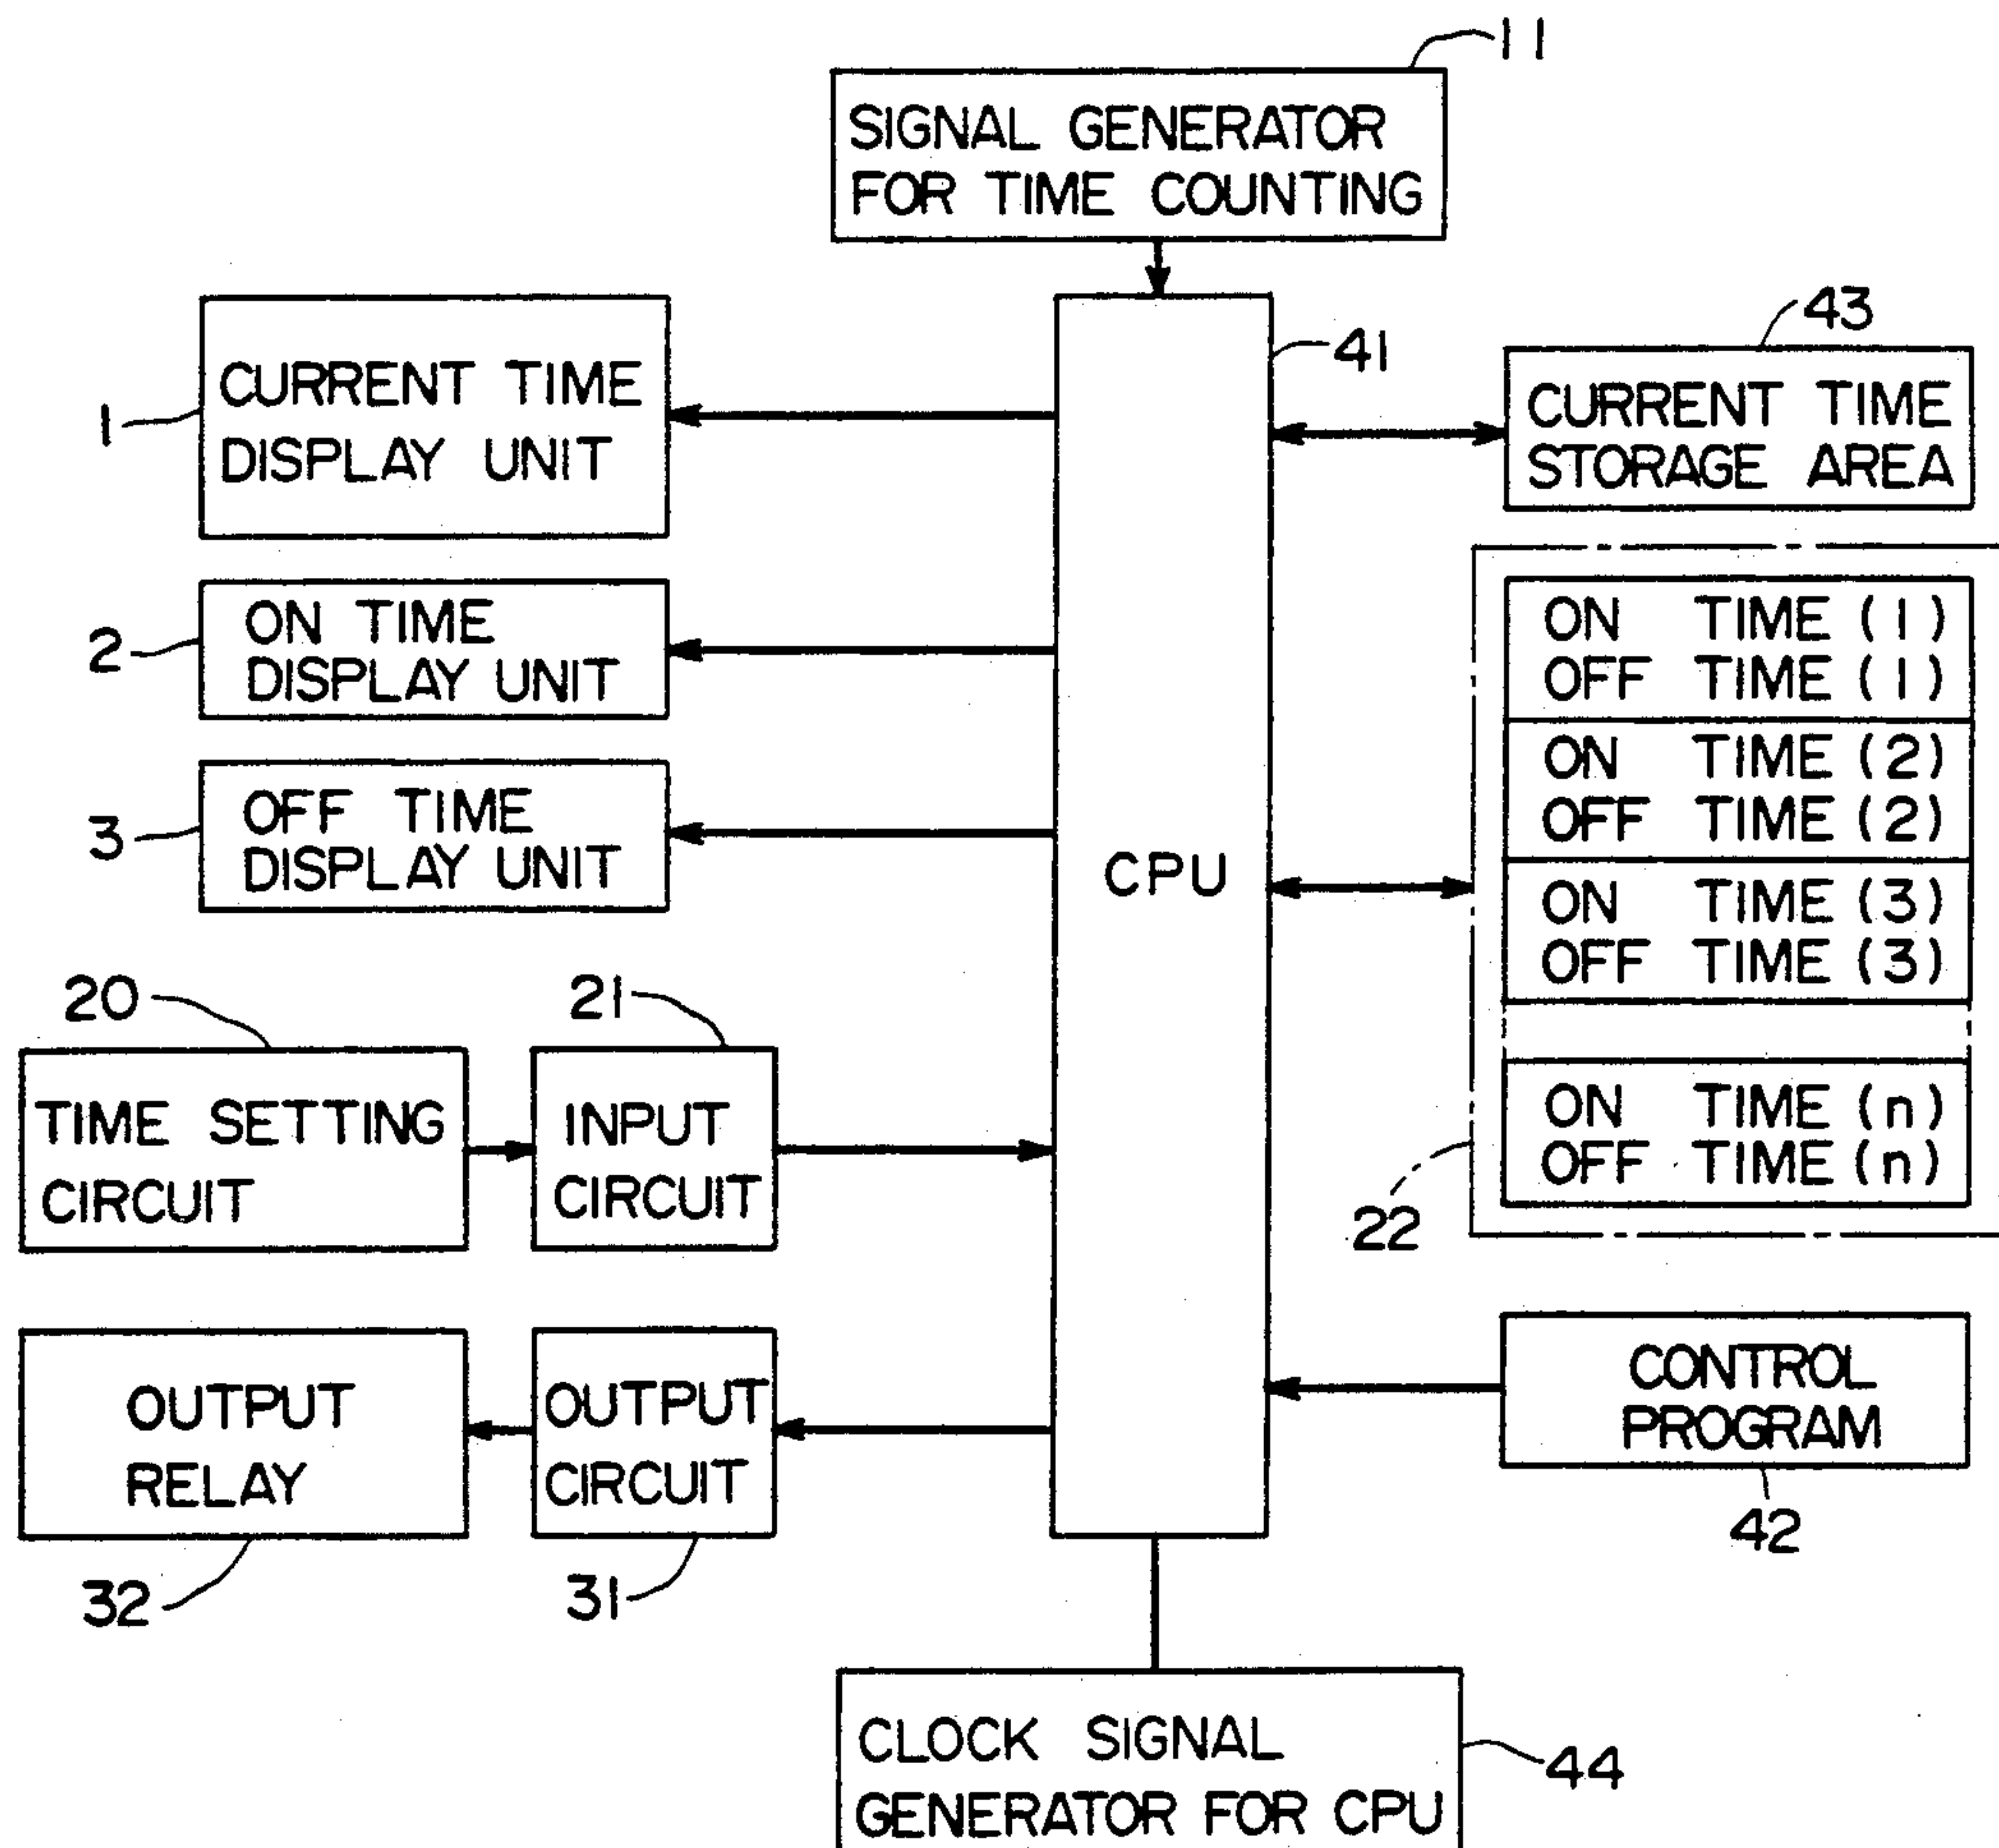 11
SIGNAL GENERATOR
FOR TIME COUNTING
43
41
CURRENT TIME
DISPLAY UNIT
1
CURRENT TIME
STORAGE AREA
2
ON TIME
DISPLAY UNIT
3
OFF TIME
DISPLAY UNIT
CPU
ON TIME (1)
OFF TIME (1)
ON TIME (2)
OFF TIME (2)
ON TIME (3)
OFF TIME (3)
ON TIME (n)
OFF TIME (n)
22
20
21
TIME SETTING
CIRCUIT
INPUT
CIRCUIT
OUTPUT
RELAY
OUTPUT
CIRCUIT
32
31
CONTROL
PROGRAM
42
CLOCK SIGNAL
GENERATOR FOR CPU
44